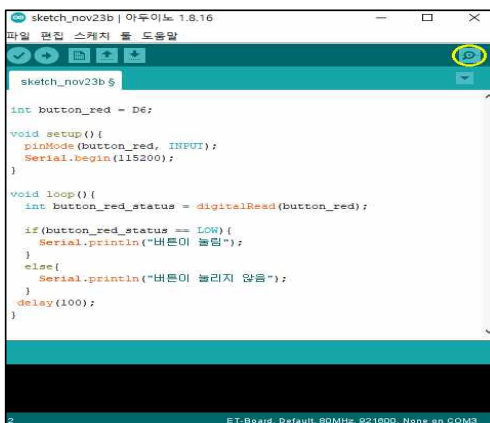 sketch_nov23b | 아두이노 1.8.16
파일 편집 스케치 툴 도움말
sketch_nov23b §
int button_red = D6;
void setup(){
pinMode(button_red, INPUT);
Serial.begin(115200);
}
void loop(){
int button_red_status = digitalRead(button_red);
if(button_red_status == LOW){
Serial.println("버튼이 눌림");
}
else{
Serial.println("버튼이 눌리지 않음");
}
delay(100);
}
2 ET-Board, Default, 80MHz, 921600, None on COM3